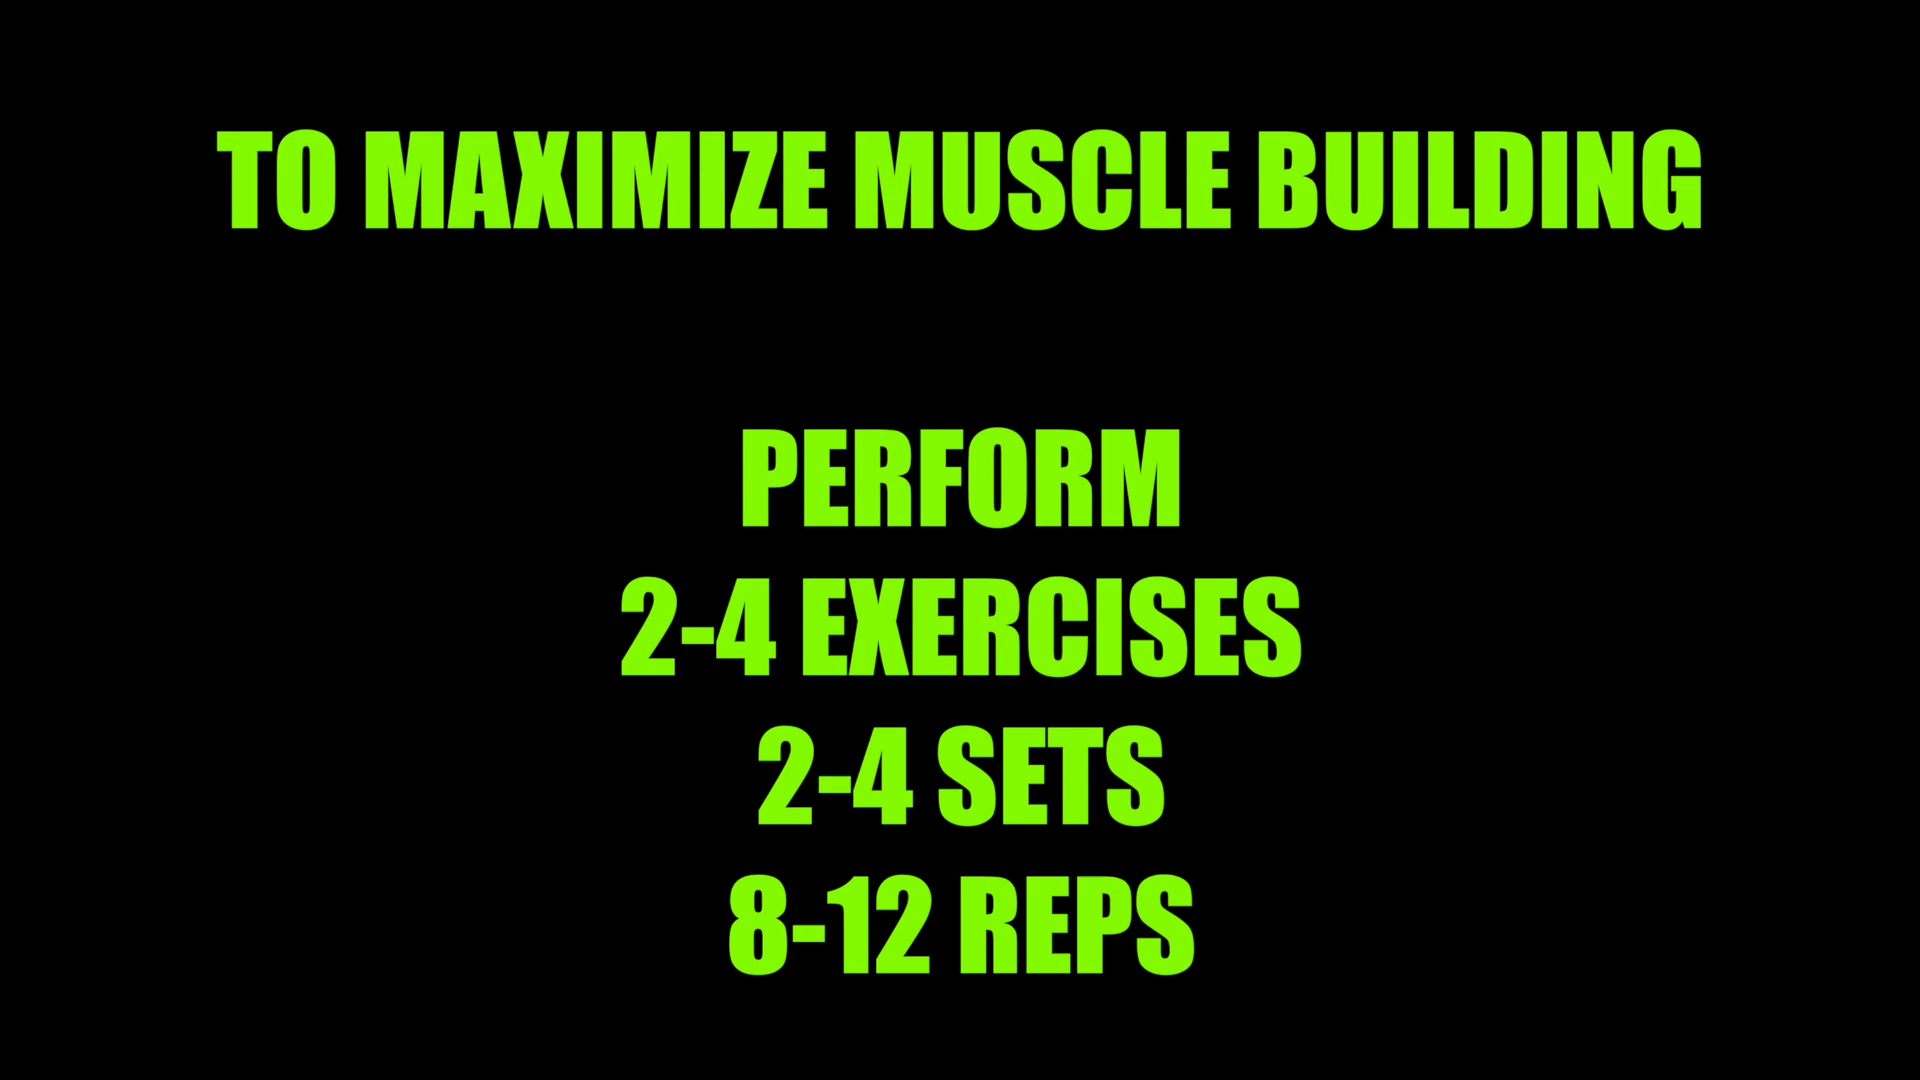 TO MAXIMIZE MUSCLE BUILDING
PERFORM
2-4 EXERCISES
2-4 SETS
8-12 REPS